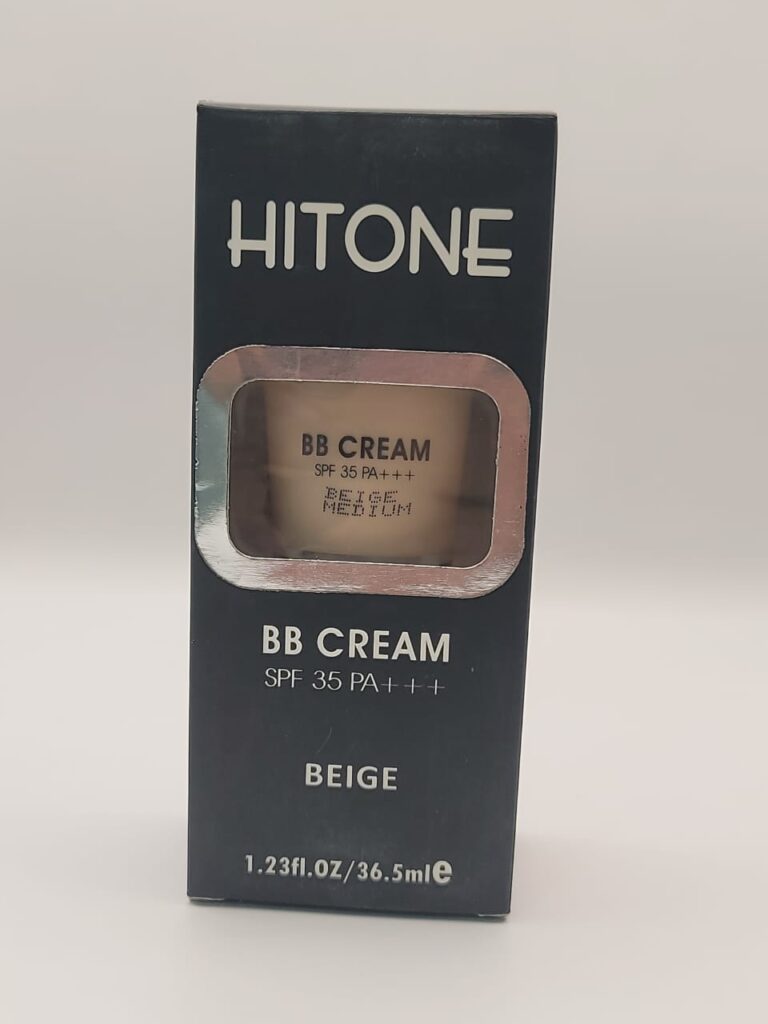 HITONE
BB CREAM
SPF 35 PA+++
BEIGE
MEDIUM
BB CREAM
SPF 35 PA+++
BEIGE
1.23fl.OZ/36.5ml℮